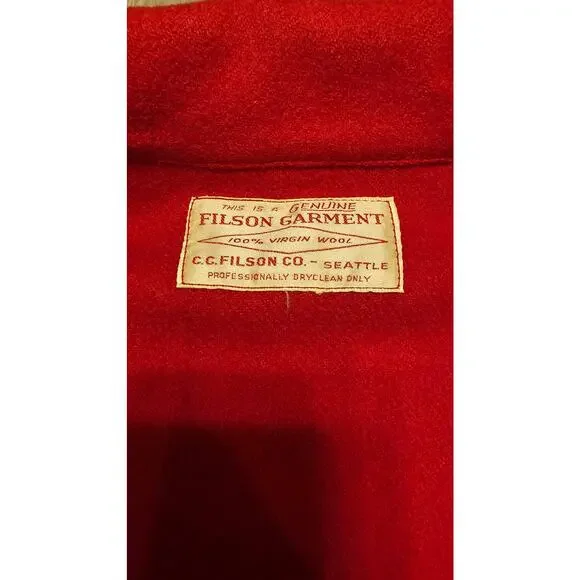 THIS IS A GENUINE
FILSON GARMENT
100% VIRGIN WOOL
C.C. FILSON CO. - SEATTLE
PROFESSIONALLY DRYCLEAN ONLY